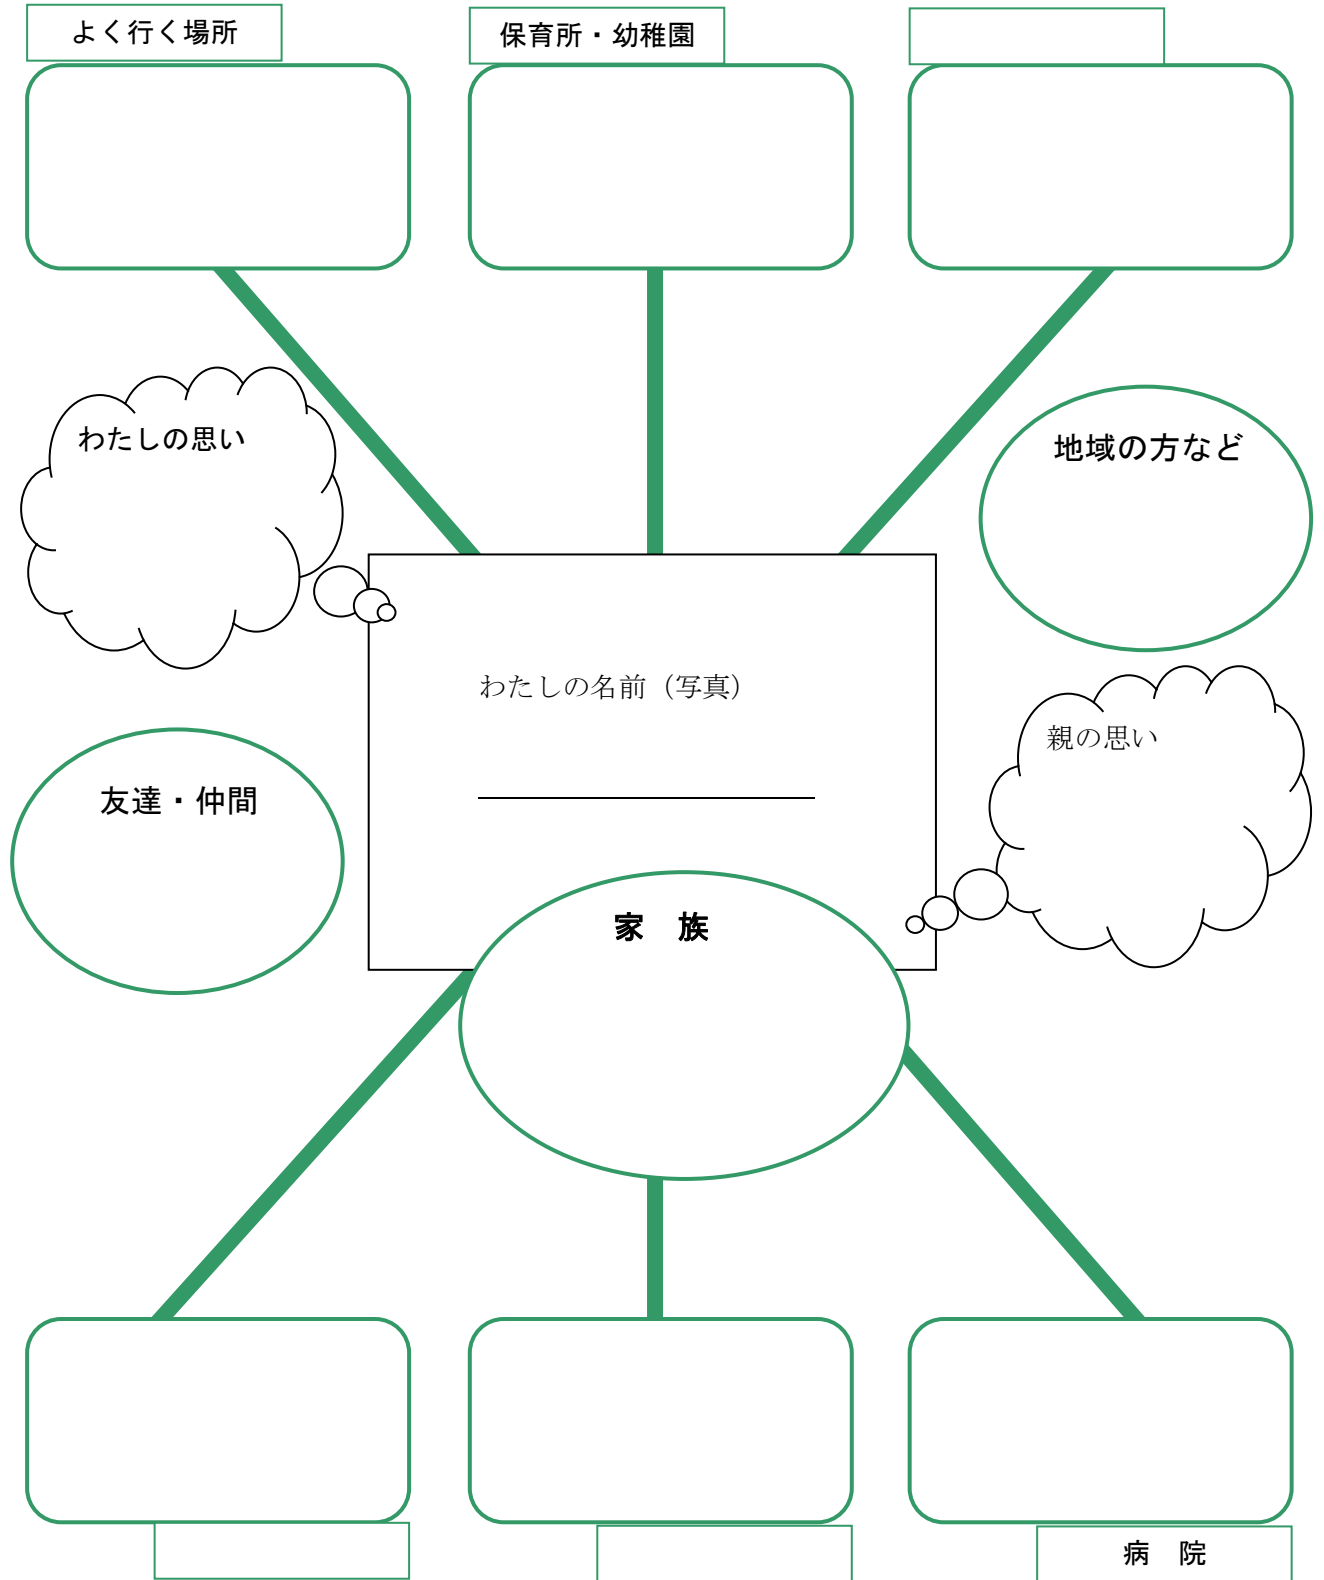 よく行く場所
保育所・幼稚園
わたしの思い
地域の方など
わたしの名前（写真）
親の思い
友達・仲間
家　族
病　院